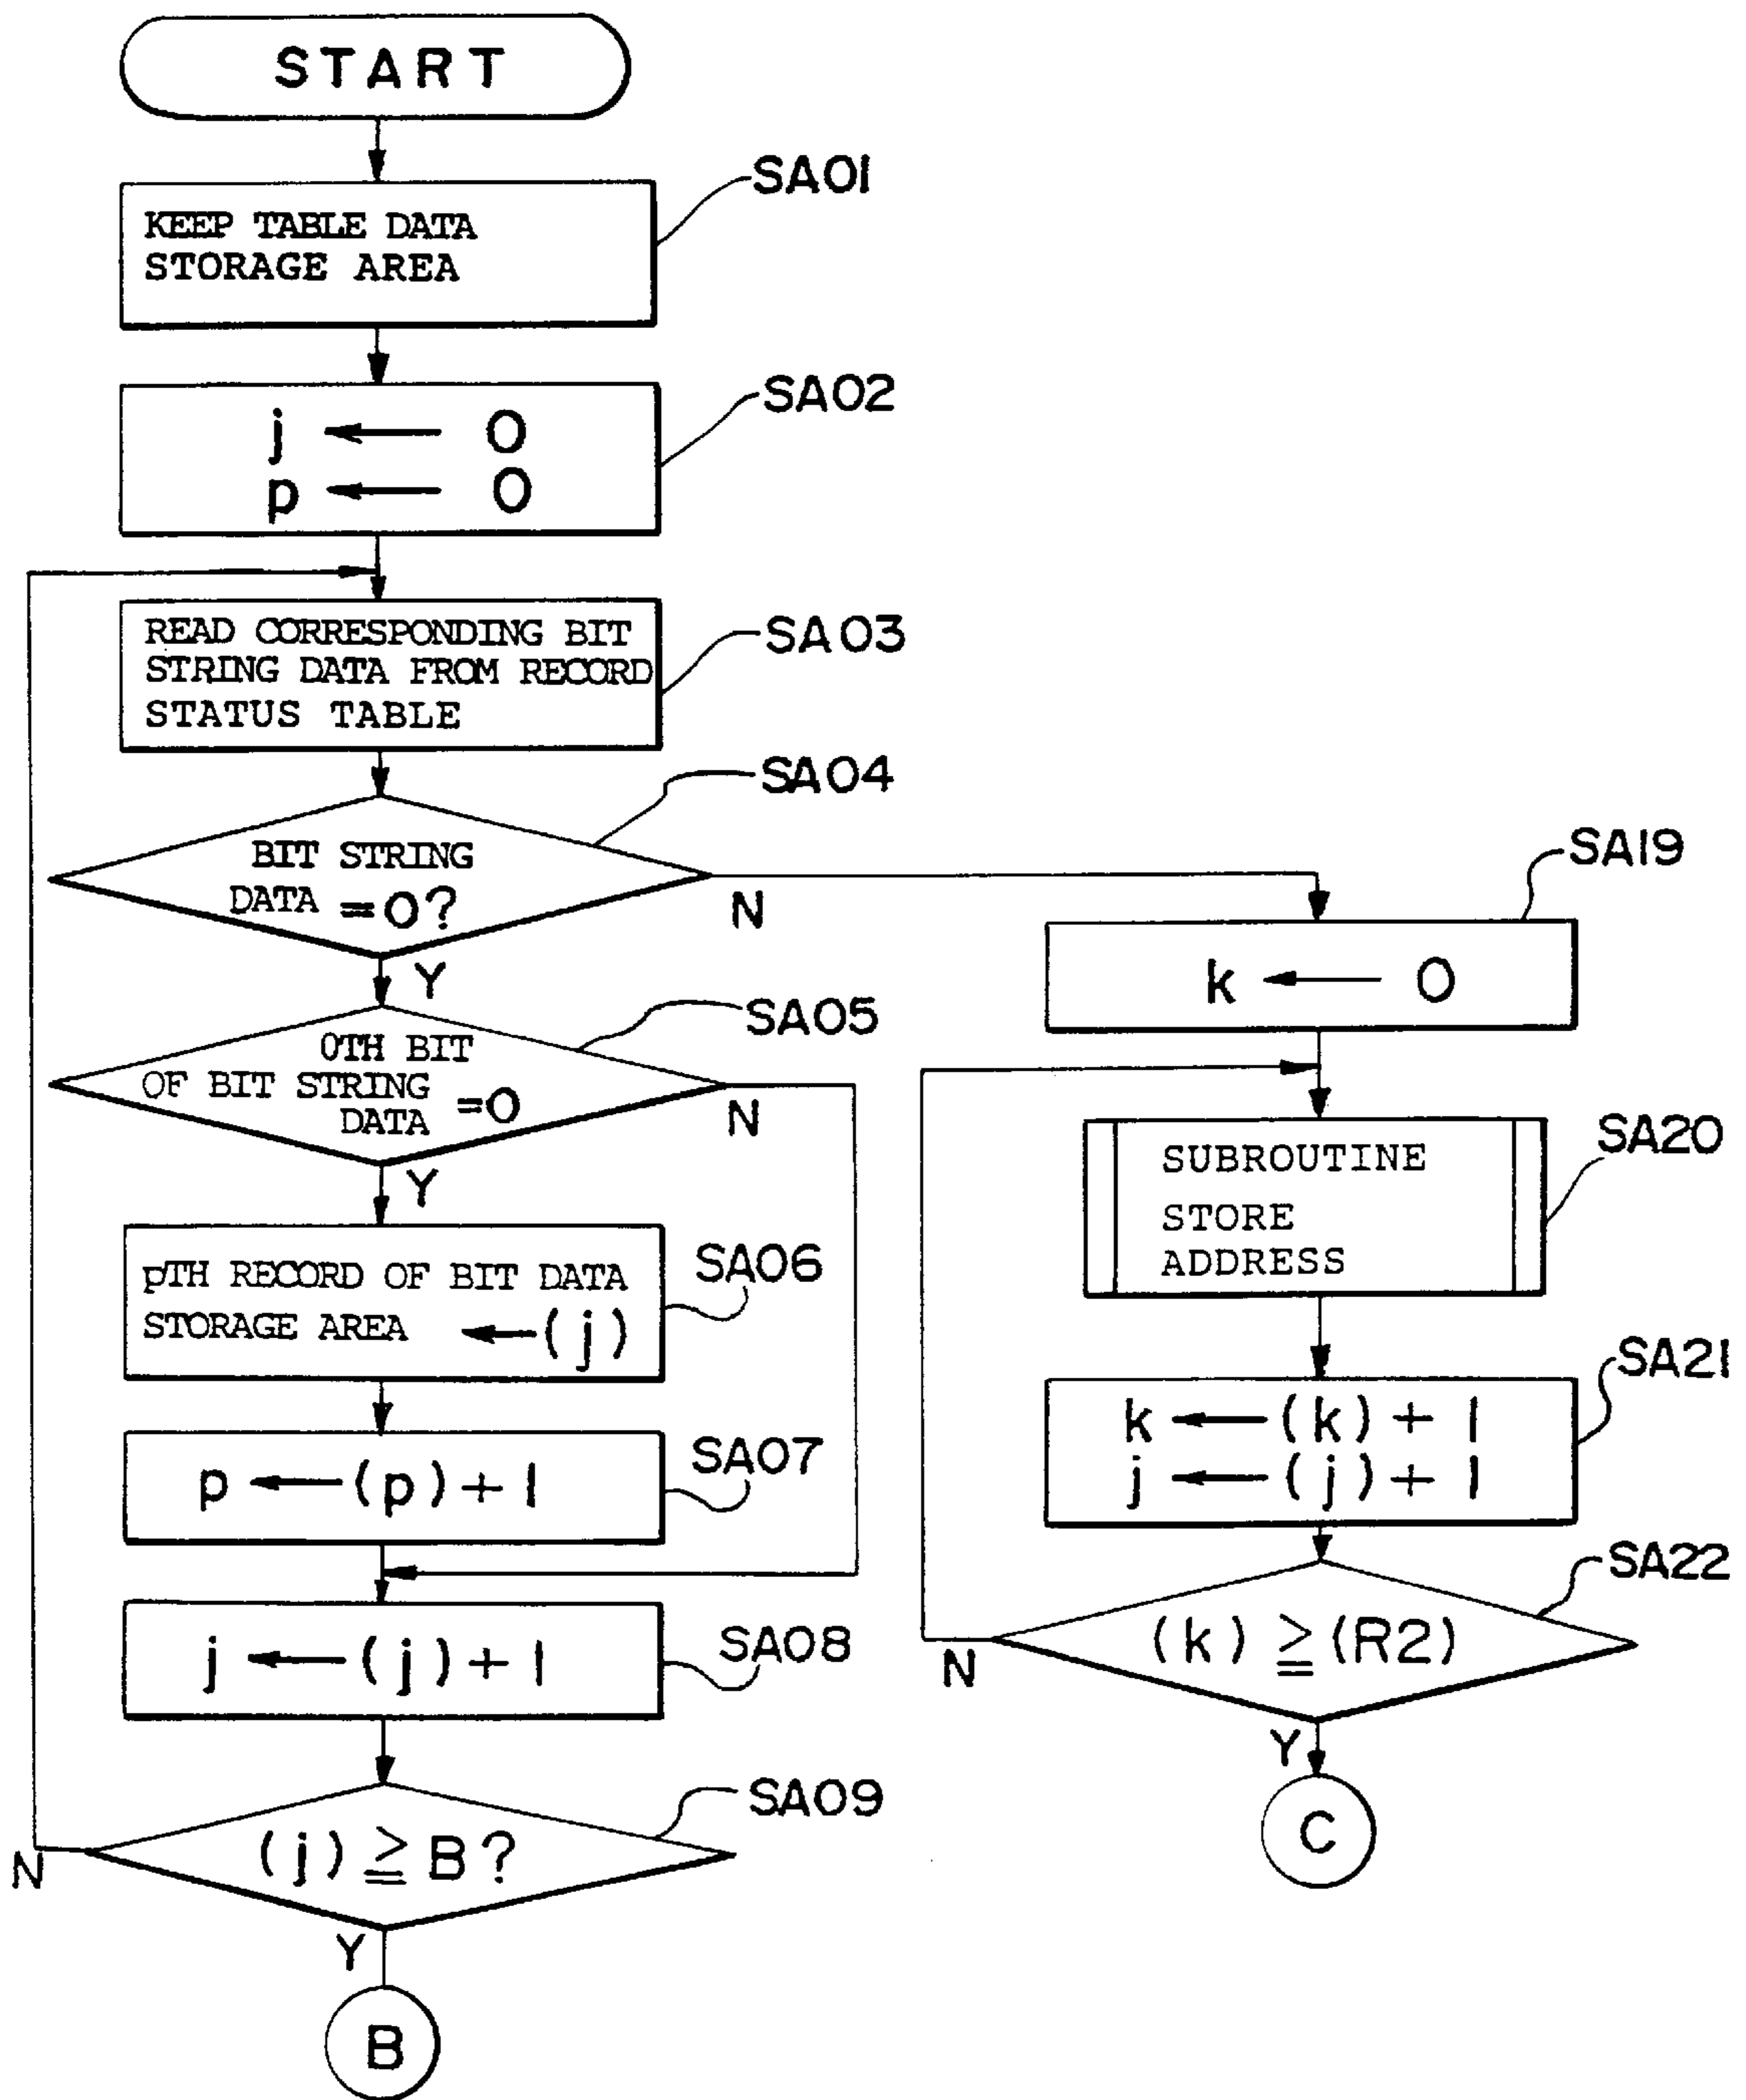 START
SA01
KEEP TABLE DATA
STORAGE AREA
SA02
j ← 0
p ← 0
SA03
READ CORRESPONDING BIT
STRING DATA FROM RECORD
STATUS TABLE
SA04
BIT STRING
DATA =0?
N
Y
SA05
0TH BIT
OF BIT STRING
DATA =0
N
Y
SA06
pTH RECORD OF BIT DATA
STORAGE AREA ←(j)
SA07
p ← (p) + 1
SA08
j ← (j) + 1
SA09
(j) ≧ B?
N
Y
B
SA19
k ← 0
SA20
SUBROUTINE
STORE
ADDRESS
SA21
k ← (k) + 1
j ← (j) + 1
SA22
(k) ≧ (R2)
N
Y
C